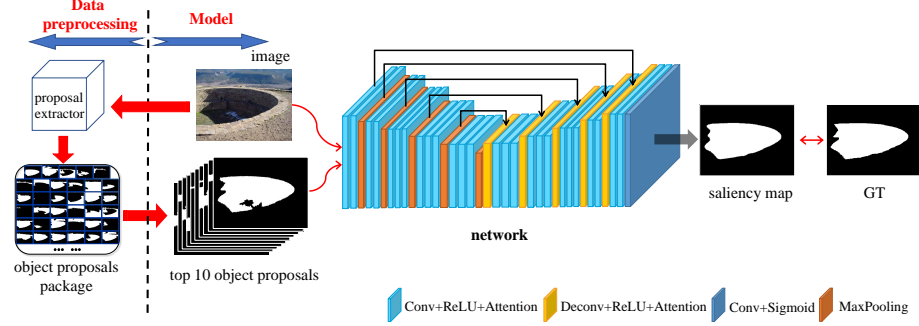 Data
preprocessing
Model
image
proposal
extractor
... ...
object proposals
package
top 10 object proposals
network
saliency map
GT
Conv+ReLU+Attention
Deconv+ReLU+Attention
Conv+Sigmoid
MaxPooling